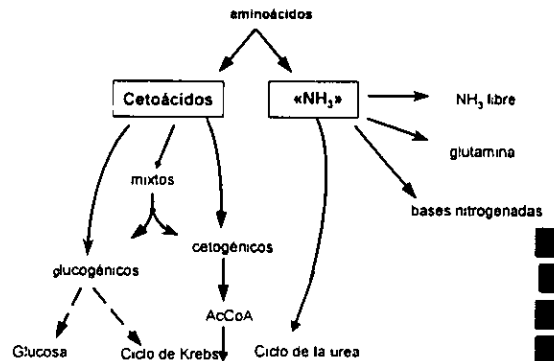 aminoácidos
Cetoácidos
«NH₃»
NH₃ libre
glutamina
mixtos
bases nitrogenadas
cetogénicos
glucogénicos
AcCoA
Glucosa
Ciclo de Krebs
Ciclo de la urea